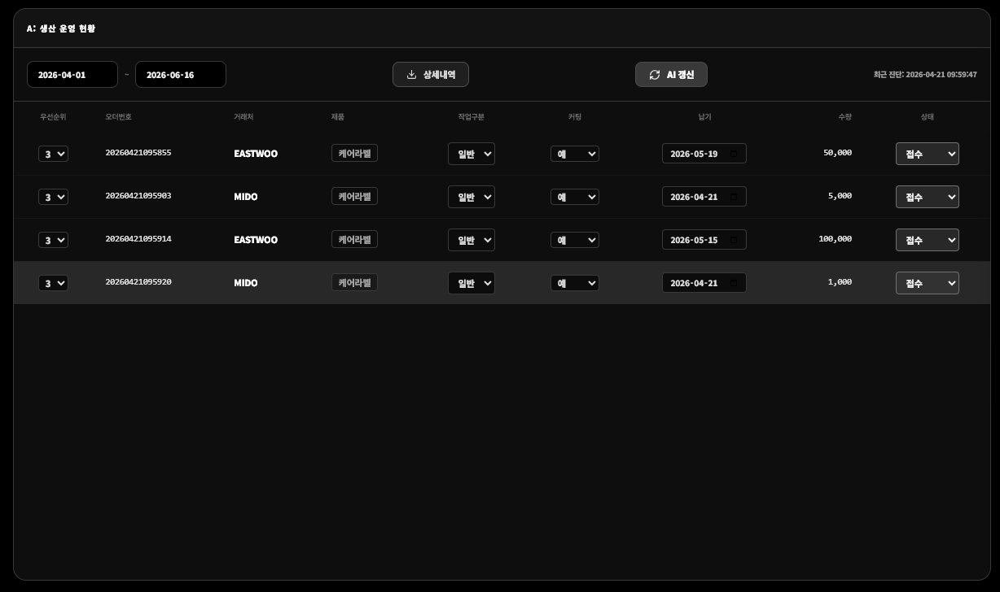 A: 생산 운영 현황
2026-04-01 ~ 2026-06-16 상세내역 AI 갱신 최근 진단: 2026-04-21 09:59:47
우선순위 오더번호 거래처 제품 작업구분 커팅 납기 수량 상태
3 20260421095855 EASTWOO 케어라벨 일반 예 2026-05-19 50,000 접수
3 20260421095903 MIDO 케어라벨 일반 예 2026-04-21 5,000 접수
3 20260421095914 EASTWOO 케어라벨 일반 예 2026-05-15 100,000 접수
3 20260421095920 MIDO 케어라벨 일반 예 2026-04-21 1,000 접수